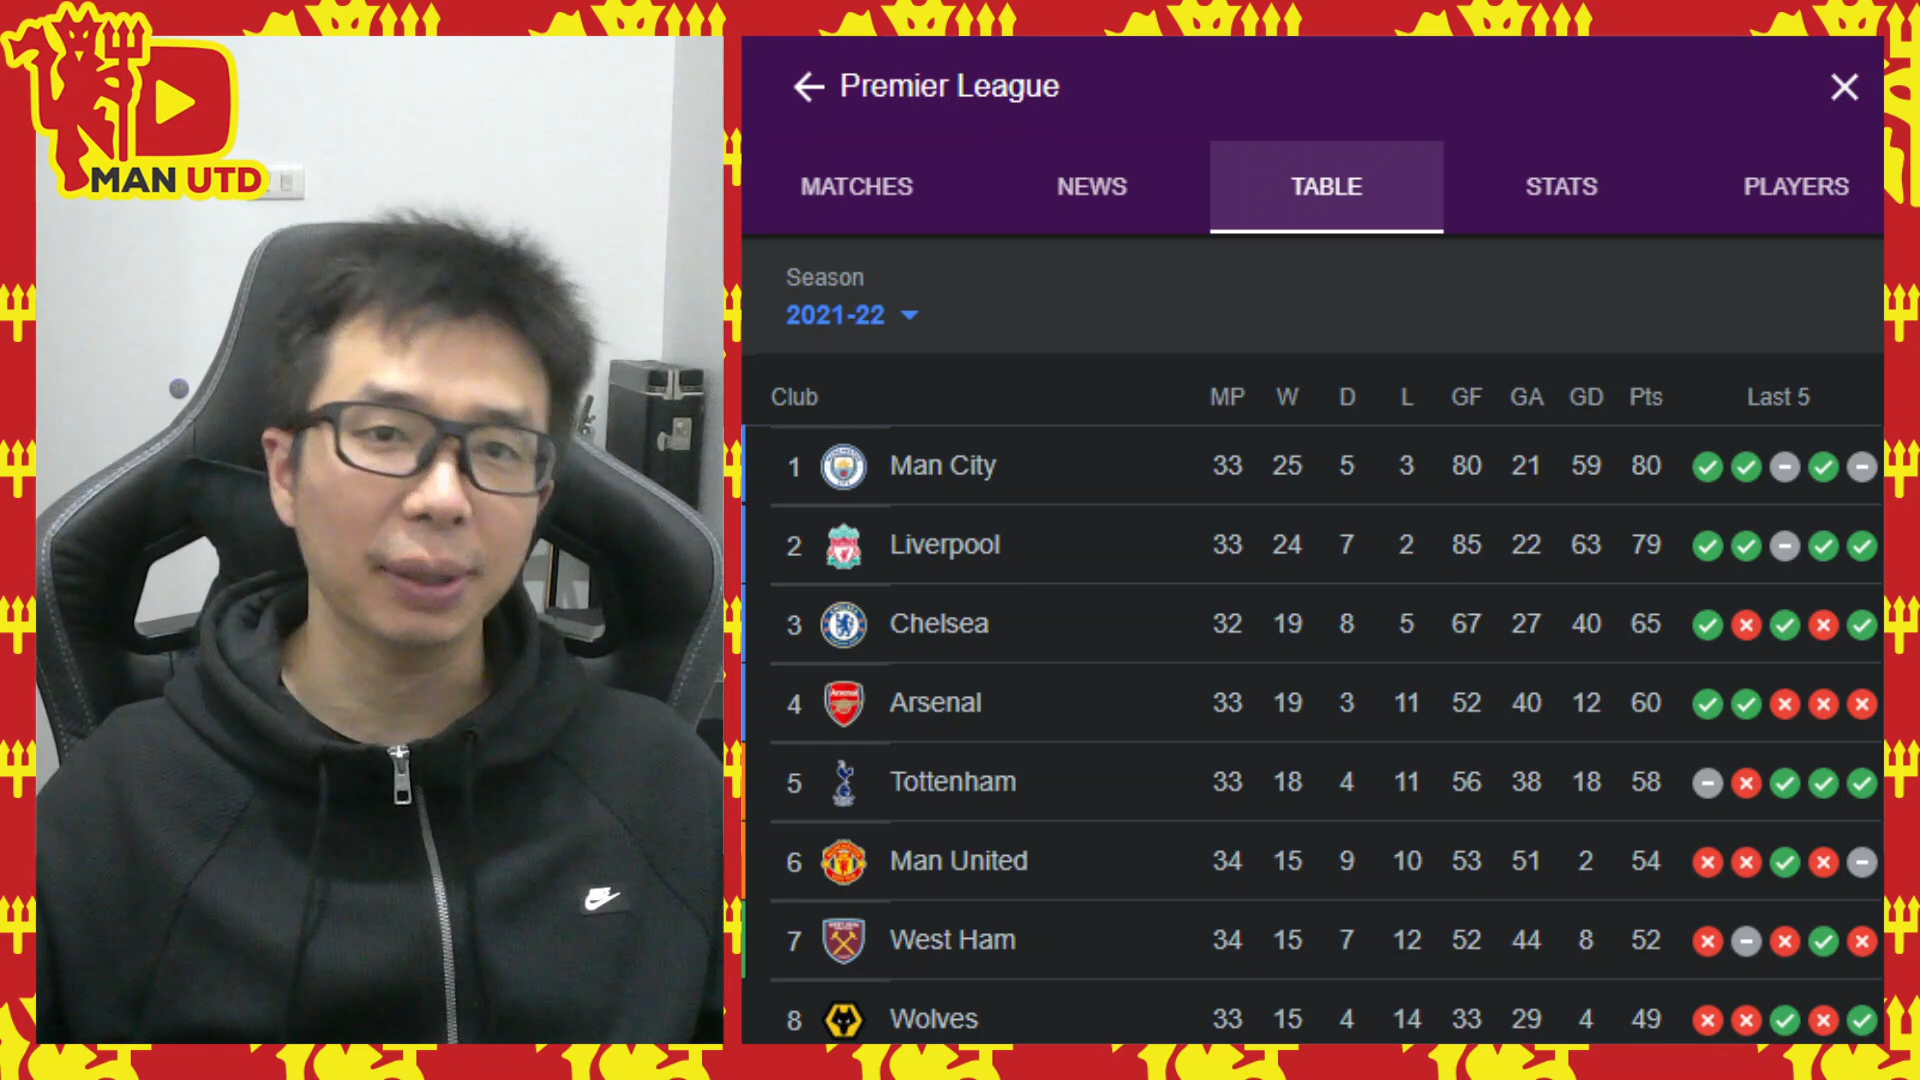 MAN UTD
Premier League
MATCHES NEWS TABLE STATS PLAYERS
Season
2021-22
Club MP W D L GF GA GD Pts Last 5
1 Man City 33 25 5 3 80 21 59 80
2 Liverpool 33 24 7 2 85 22 63 79
3 Chelsea 32 19 8 5 67 27 40 65
4 Arsenal 33 19 3 11 52 40 12 60
5 Tottenham 33 18 4 11 56 38 18 58
6 Man United 34 15 9 10 53 51 2 54
7 West Ham 34 15 7 12 52 44 8 52
8 Wolves 33 15 4 14 33 29 4 49